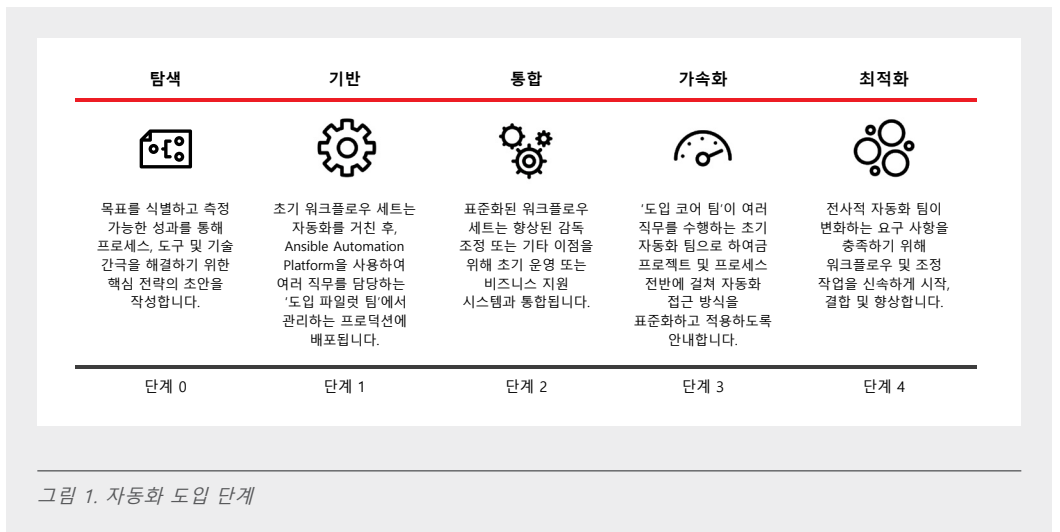 탐색
기반
통합
가속화
최적화
목표를 식별하고 측정
가능한 성과를 통해
프로세스, 도구 및 기술
간극을 해결하기 위한
핵심 전략의 초안을
작성합니다.
초기 워크플로우 세트는
자동화를 거친 후,
Ansible Automation
Platform을 사용하여
여러 직무를 담당하는
'도입 파일럿 팀'에서
관리하는 프로덕션에
배포됩니다.
표준화된 워크플로우
세트는 향상된 감독
조정 또는 기타 이점을
위해 초기 운영 또는
비즈니스 지원
시스템과 통합됩니다.
'도입 코어 팀'이 여러
직무를 수행하는 초기
자동화 팀으로 하여금
프로젝트 및 프로세스
전반에 걸쳐 자동화
접근 방식을
표준화하고 적용하도록
안내합니다.
전사적 자동화 팀이
변화하는 요구 사항을
충족하기 위해
워크플로우 및 조정
작업을 신속하게 시작,
결합 및 향상합니다.
단계 0
단계 1
단계 2
단계 3
단계 4
그림 1. 자동화 도입 단계